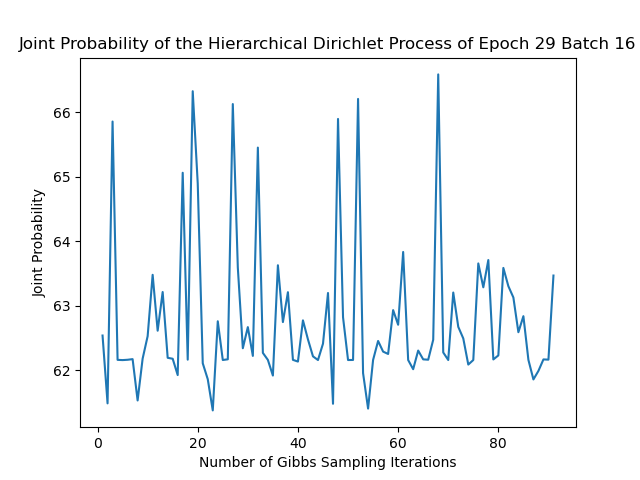 Joint Probability of the Hierarchical Dirichlet Process of Epoch 29 Batch 16
Joint Probability
66
65
64
63
62
0 20 40 60 80
Number of Gibbs Sampling Iterations